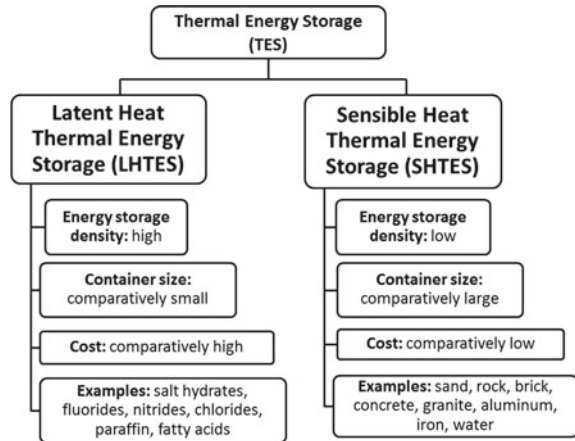 Thermal Energy Storage
(TES)
Latent Heat
Thermal Energy
Storage (LHTES)
Energy storage
density: high
Container size:
comparatively small
Cost: comparatively high
Examples: salt hydrates,
fluorides, nitrides, chlorides,
paraffin, fatty acids
Sensible Heat
Thermal Energy
Storage (SHTES)
Energy storage
density: low
Container size:
comparatively large
Cost: comparatively low
Examples: sand, rock, brick,
concrete, granite, aluminum,
iron, water